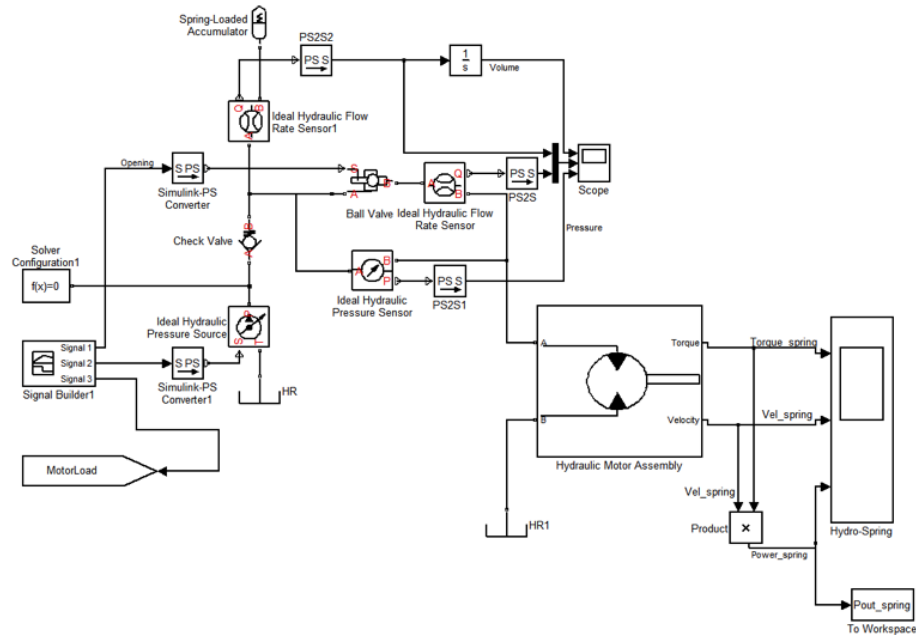 Spring-Loaded
Accumulator
PS2S2
PS S
1
s
Volume
Q
B
A
Ideal Hydraulic Flow
Rate Sensor1
Opening
S PS
Simulink-PS
Converter
S
A
B
Ball Valve
A
Q
B
Ideal Hydraulic Flow
Rate Sensor
PS S
PS2S
Scope
Pressure
B
A
Check Valve
Solver
Configuration1
f(x)=0
A
B
P
Ideal Hydraulic
Pressure Sensor
PS S
PS2S1
Ideal Hydraulic
Pressure Source
P
S
T
Signal 1
Signal 2
Signal 3
Signal Builder1
S PS
Simulink-PS
Converter1
HR
MotorLoad
A
B
Torque
Velocity
Hydraulic Motor Assembly
HR1
Torque_spring
Vel_spring
Vel_spring
Product
×
Power_spring
Hydro-Spring
Pout_spring
To Workspace